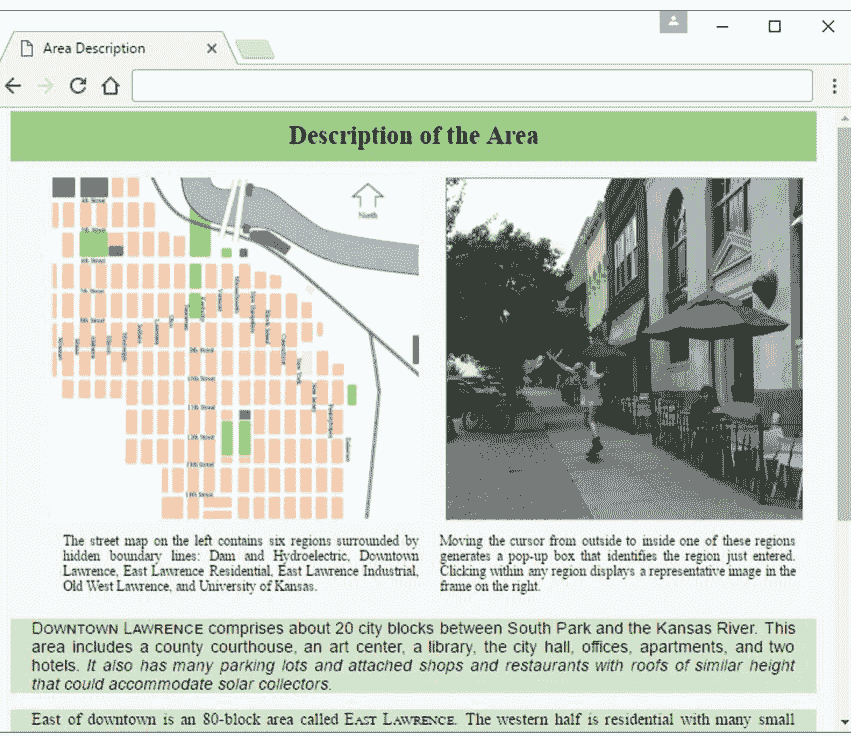 Area Description
Description of the Area
North
The street map on the left contains six regions surrounded by
hidden boundary lines: Dam and Hydroelectric, Downtown
Lawrence, East Lawrence Residential, East Lawrence Industrial,
Old West Lawrence, and University of Kansas.
Moving the cursor from outside to inside one of these regions
generates a pop-up box that identifies the region just entered.
Clicking within any region displays a representative image in the
frame on the right.
DOWNTOWN LAWRENCE comprises about 20 city blocks between South Park and the Kansas River. This
area includes a county courthouse, an art center, a library, the city hall, offices, apartments, and two
hotels. It also has many parking lots and attached shops and restaurants with roofs of similar height
that could accommodate solar collectors.
East of downtown is an 80-block area called EAST LAWRENCE. The western half is residential with many small